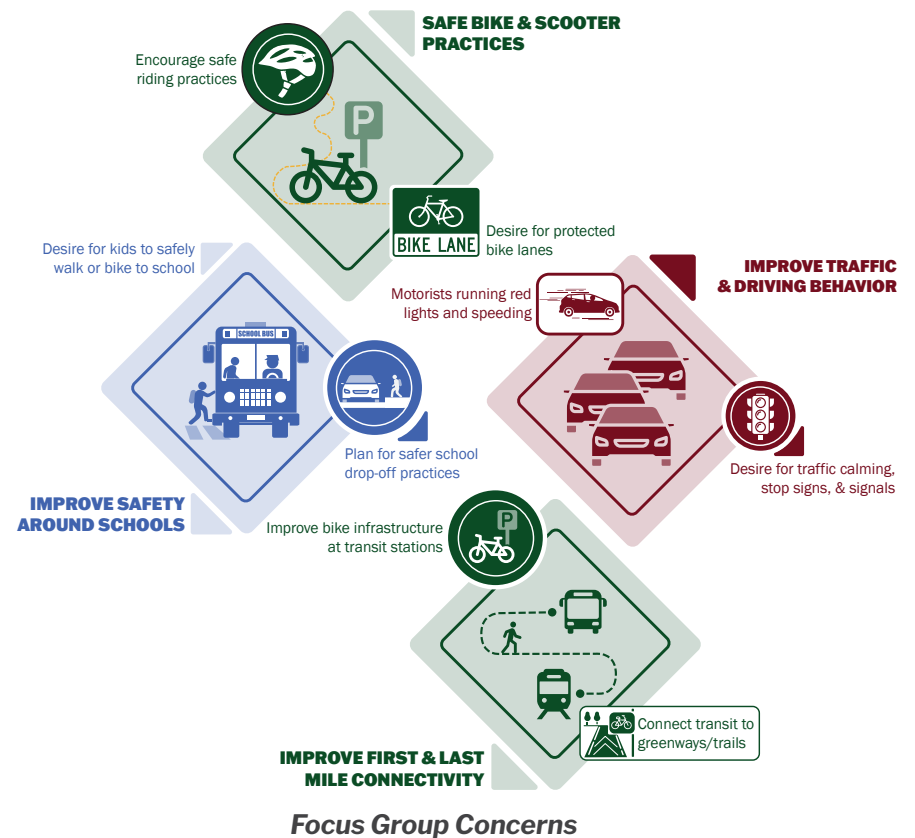 SAFE BIKE & SCOOTER
PRACTICES
Encourage safe
riding practices
P
BIKE LANE
Desire for protected
bike lanes
Desire for kids to safely
walk or bike to school
SCHOOL BUS
Plan for safer school
drop-off practices
IMPROVE SAFETY
AROUND SCHOOLS
IMPROVE TRAFFIC
& DRIVING BEHAVIOR
Motorists running red
lights and speeding
Desire for traffic calming,
stop signs, & signals
Improve bike infrastructure
at transit stations
P
Connect transit to
greenways/trails
IMPROVE FIRST & LAST
MILE CONNECTIVITY
Focus Group Concerns